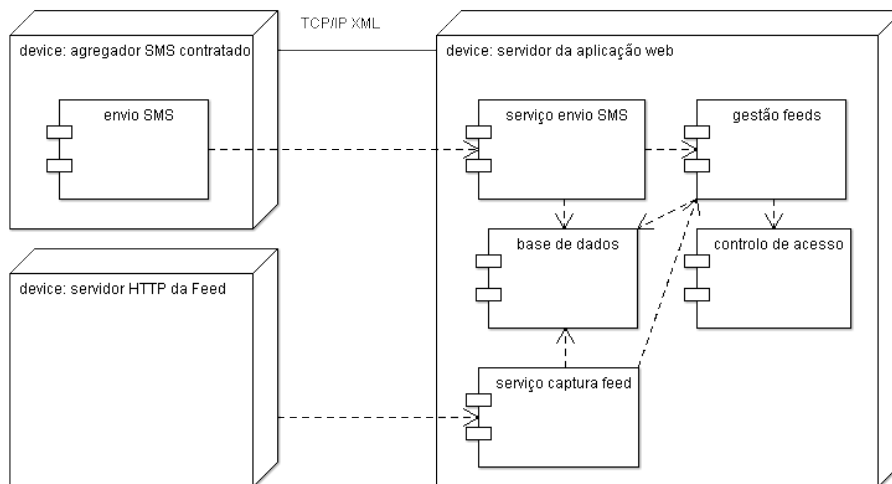 TCP/IP XML
device: agregador SMS contratado
device: servidor da aplicação web
envio SMS
serviço envio SMS
gestão feeds
base de dados
controlo de acesso
device: servidor HTTP da Feed
serviço captura feed